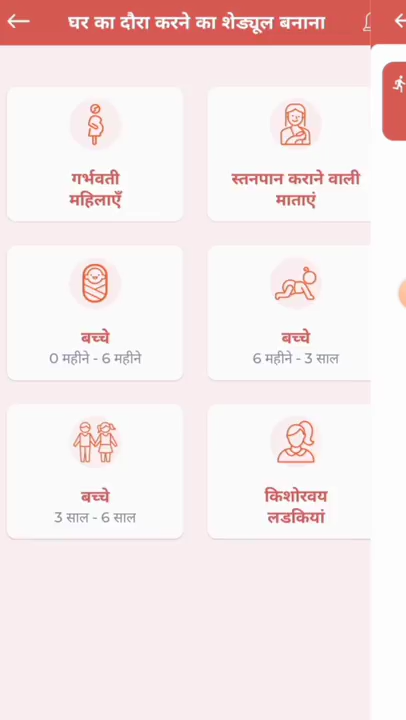 घर का दौरा करने का शेड्यूल बनाना
गर्भवती
महिलाएँ
स्तनपान कराने वाली
माताएं
बच्चे
0 महीने - 6 महीने
बच्चे
6 महीने - 3 साल
बच्चे
3 साल - 6 साल
किशोरवय
लडकियां